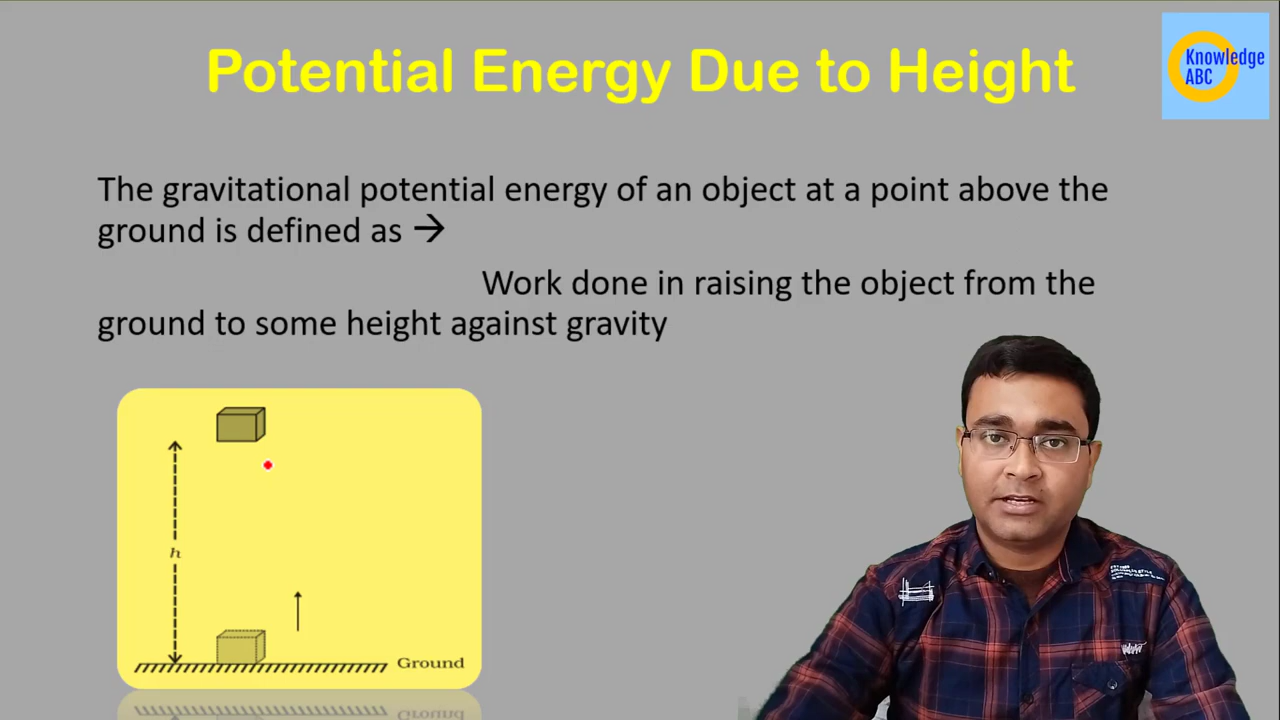 Potential Energy Due to Height
Knowledge
ABC
The gravitational potential energy of an object at a point above the
ground is defined as →
Work done in raising the object from the
ground to some height against gravity
h
Ground